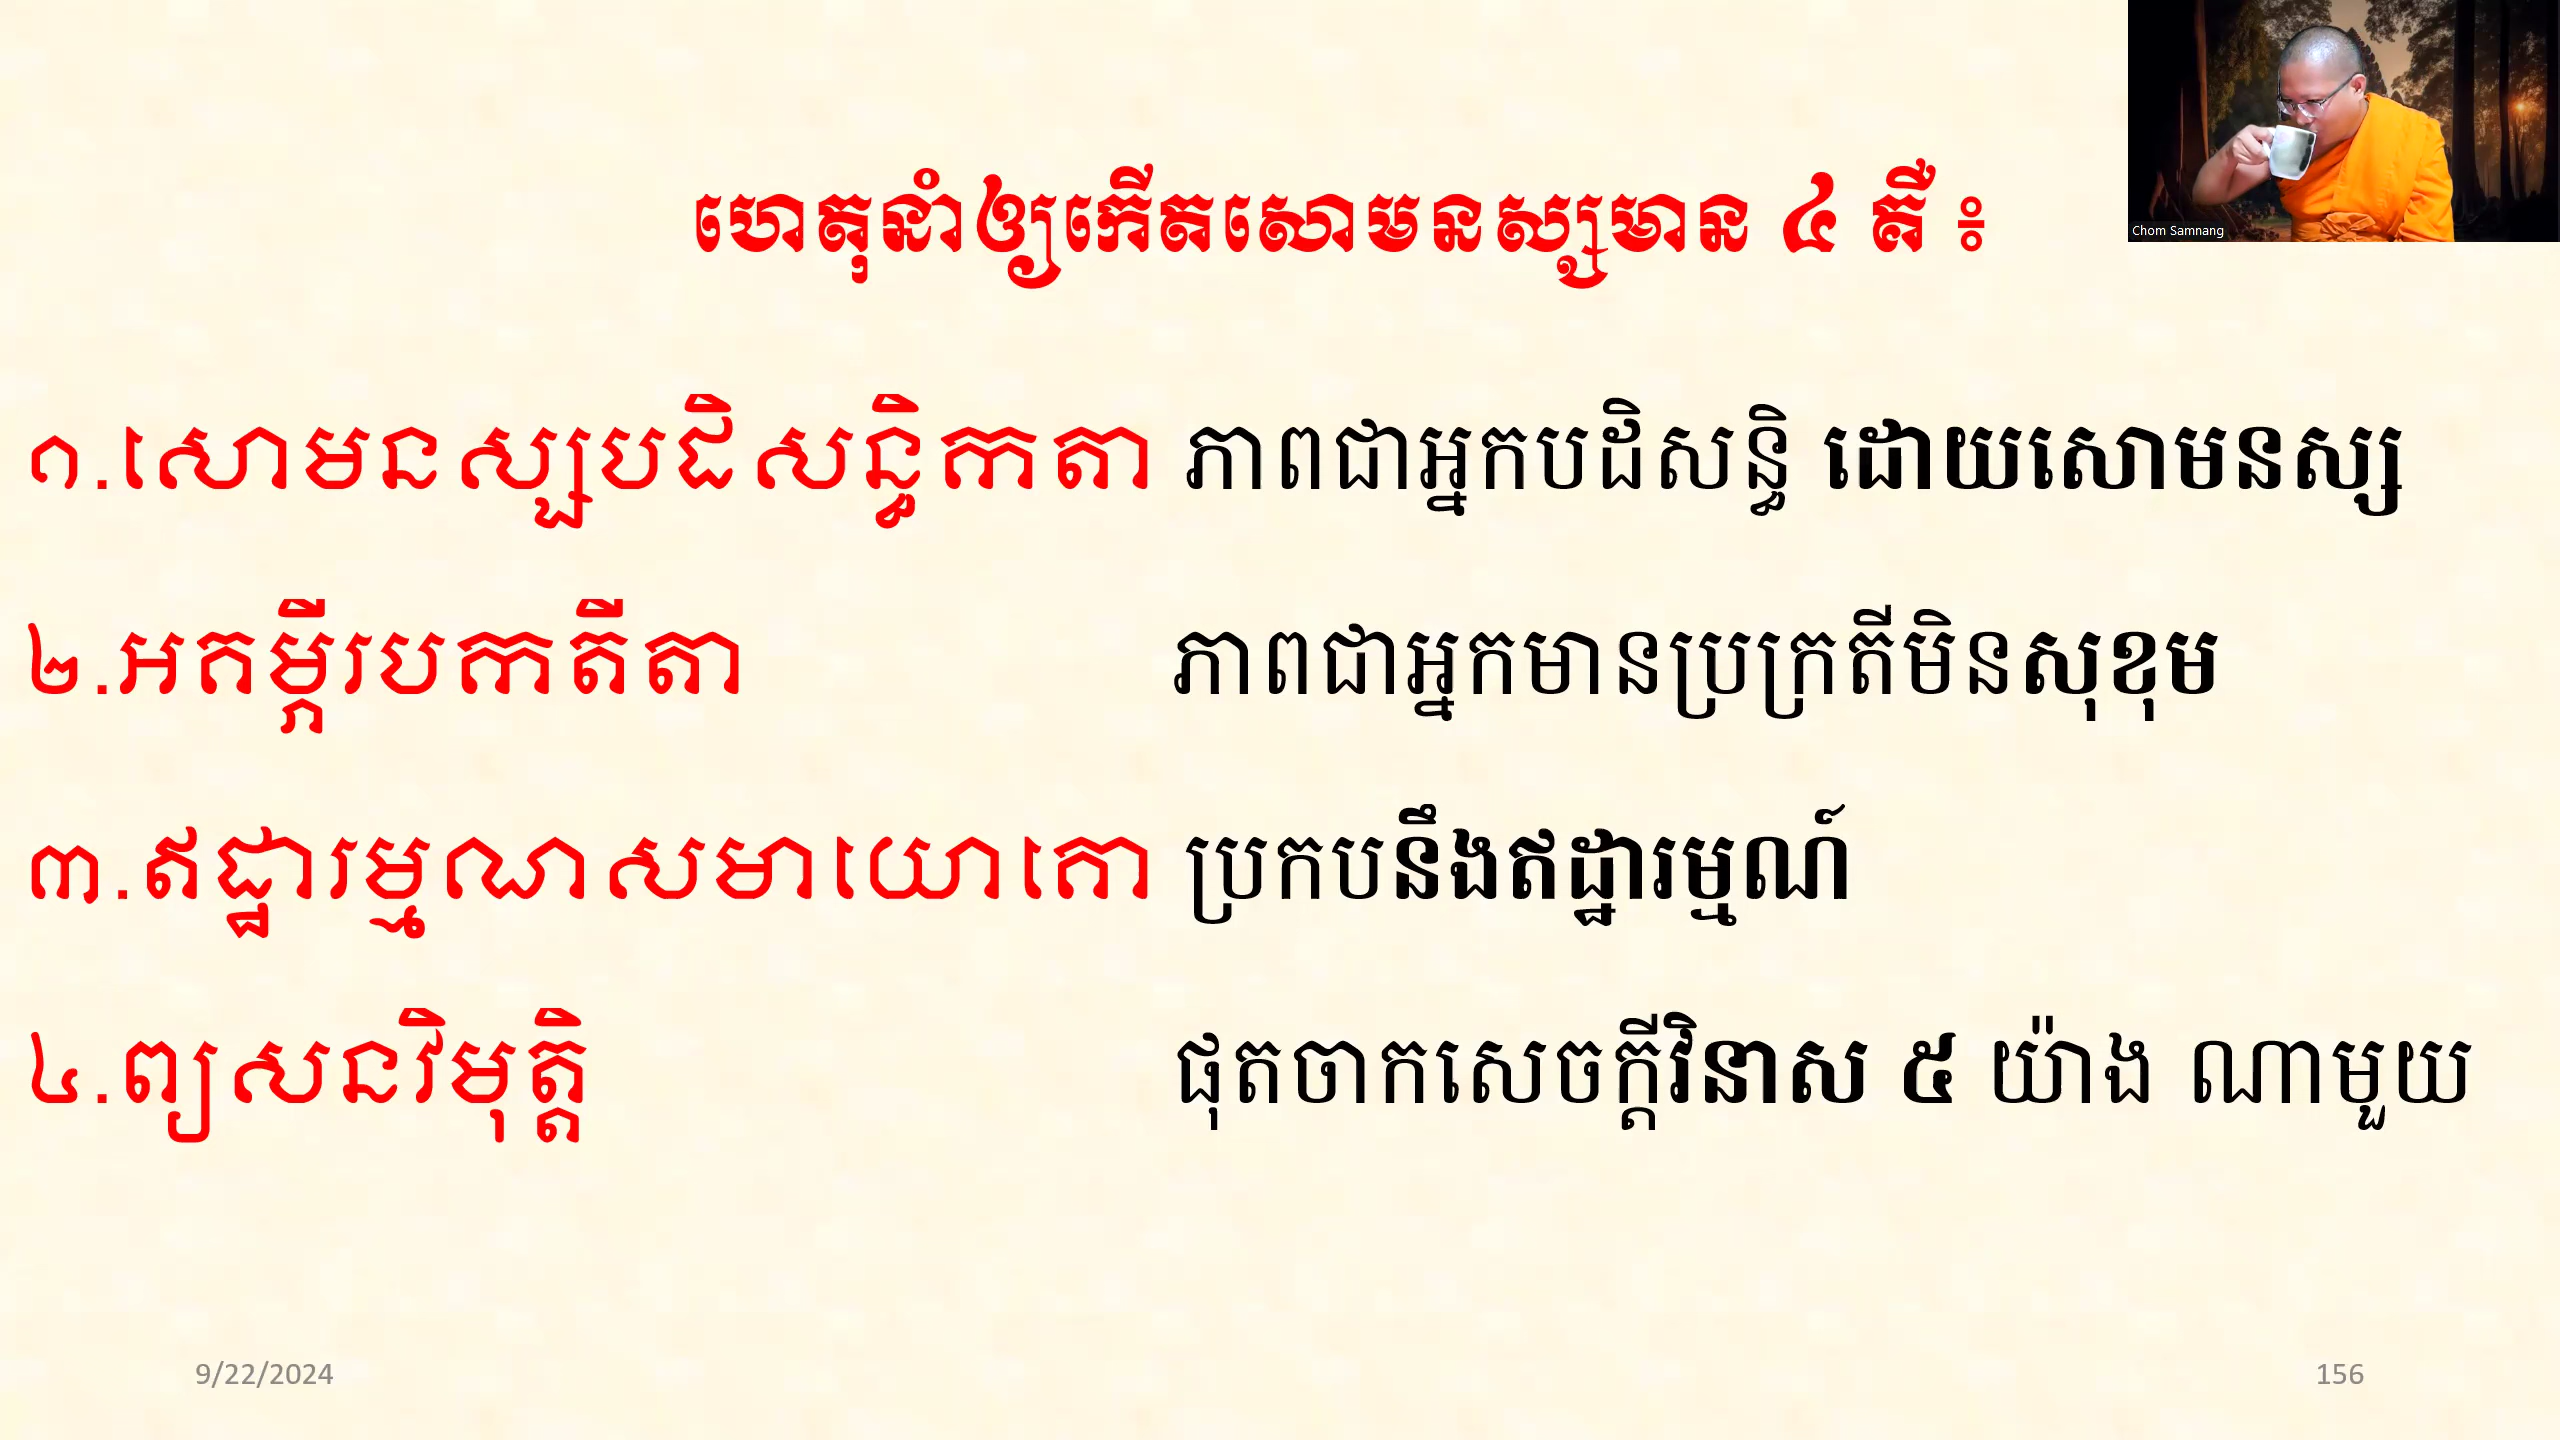 ហេតុនាំឲ្យកើតសោមនស្សមាន ៤ គឺ ៖
Chom Samnang
១.សោមនស្សបដិសន្ធិកតា ភាពជាអ្នកបដិសន្ធិ ដោយសោមនស្ស
២.អគម្ភីរបកតីតា ភាពជាអ្នកមានប្រក្រតីមិនសុខុម
៣.ឥដ្ឋារម្មណសមាយោគោ ប្រកបនឹងឥដ្ឋារម្មណ៍
៤.ព្យសនវិមុត្តិ ផុតចាកសេចក្ដីវិនាស ៥ យ៉ាង ណាមួយ
9/22/2024
156